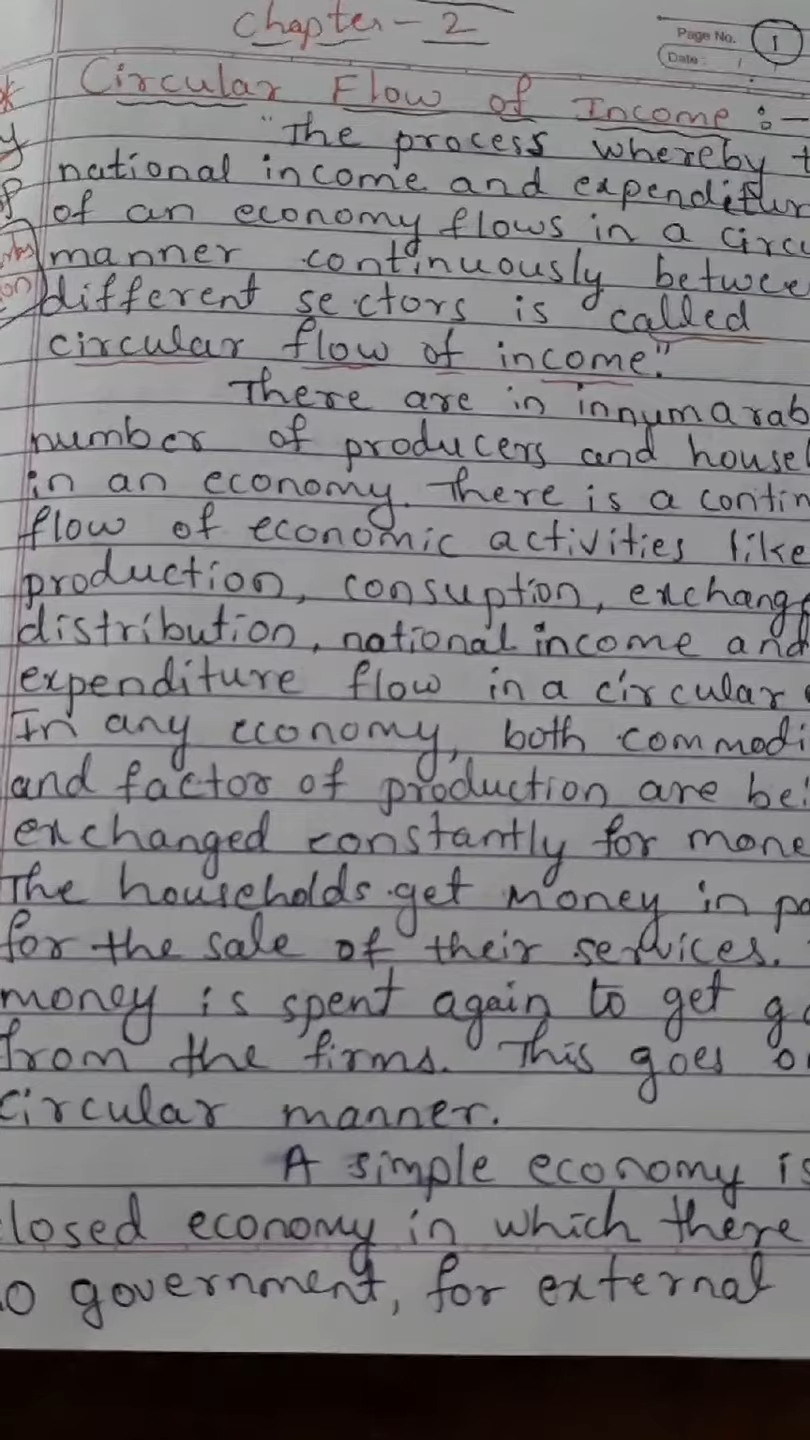 Chapter - 2
Page No. 1
Date:
Circular Flow of Income :-
"The process whereby
national income and expenditur
of an economy flows in a circu
manner continuously betwee
different sectors is called
circular flow of income."
There are in innumarab
number of producers and house
in an economy. There is a contin
flow of economic activities like
production, consuption, exchange
distribution, national income and
expenditure flow in a circular
In any economy, both commodi
and factor of production are bei
exchanged constantly for mone
The households get money in pa
for the sale of their services.
money is spent again to get go
from the firms. This goes o
circular manner.
A simple economy is
losed economy in which there
o government, for external